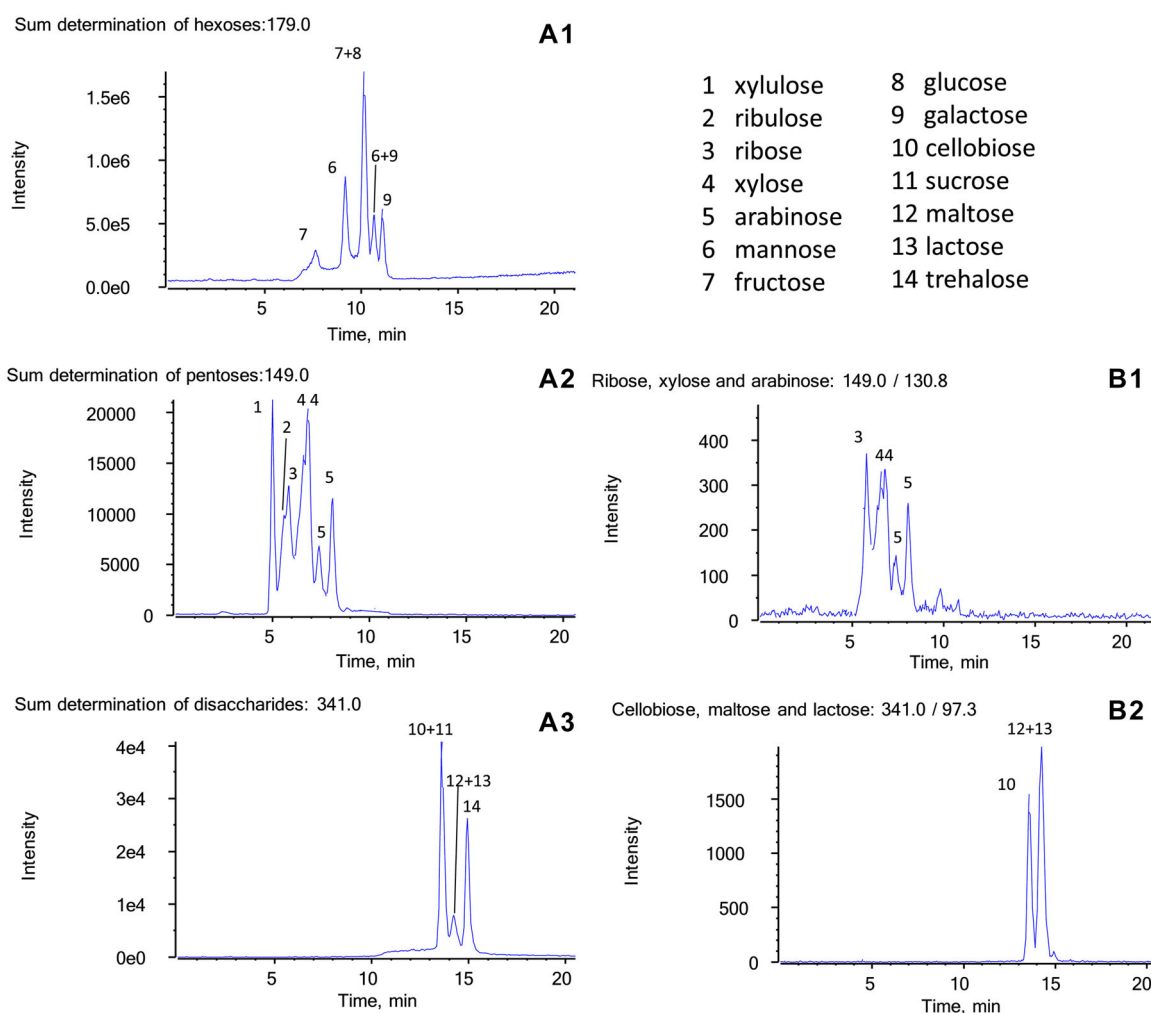 Sum determination of hexoses:179.0
A1
7+8
6
6+9
9
7
1.5e6
1.0e6
5.0e5
0.0e0
Intensity
5 10 15 20
Time, min
1 xylulose
2 ribulose
3 ribose
4 xylose
5 arabinose
6 mannose
7 fructose
8 glucose
9 galactose
10 cellobiose
11 sucrose
12 maltose
13 lactose
14 trehalose
Sum determination of pentoses:149.0
A2
1
2
3
4 4
5
5
20000
15000
10000
5000
0
Intensity
5 10 15 20
Time, min
Ribose, xylose and arabinose: 149.0 / 130.8
B1
3
44
5
5
400
300
200
100
0
Intensity
5 10 15 20
Time, min
Sum determination of disaccharides: 341.0
A3
10+11
12+13
14
4e4
3e4
2e4
1e4
0e0
Intensity
5 10 15 20
Time, min
Cellobiose, maltose and lactose: 341.0 / 97.3
B2
12+13
10
1500
1000
500
0
Intensity
5 10 15 20
Time, min